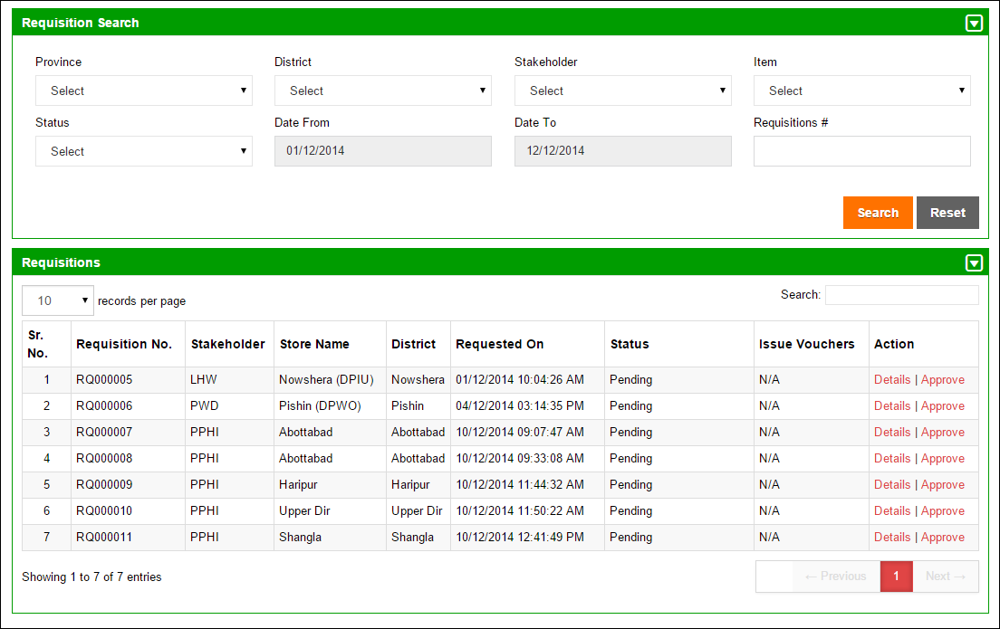 Requisition Search
Province District Stakeholder Item
Select Select Select Select
Status Date From Date To Requisitions #
Select 01/12/2014 12/12/2014
Search Reset
Requisitions
10 records per page Search:
Sr. No. Requisition No. Stakeholder Store Name District Requested On Status Issue Vouchers Action
1 RQ000005 LHW Nowshera (DPIU) Nowshera 01/12/2014 10:04:26 AM Pending N/A Details | Approve
2 RQ000006 PWD Pishin (DPWO) Pishin 04/12/2014 03:14:35 PM Pending N/A Details | Approve
3 RQ000007 PPHI Abottabad Abottabad 10/12/2014 09:07:47 AM Pending N/A Details | Approve
4 RQ000008 PPHI Abottabad Abottabad 10/12/2014 09:33:08 AM Pending N/A Details | Approve
5 RQ000009 PPHI Haripur Haripur 10/12/2014 11:44:32 AM Pending N/A Details | Approve
6 RQ000010 PPHI Upper Dir Upper Dir 10/12/2014 11:50:22 AM Pending N/A Details | Approve
7 RQ000011 PPHI Shangla Shangla 10/12/2014 12:41:49 PM Pending N/A Details | Approve
Showing 1 to 7 of 7 entries ← Previous 1 Next →